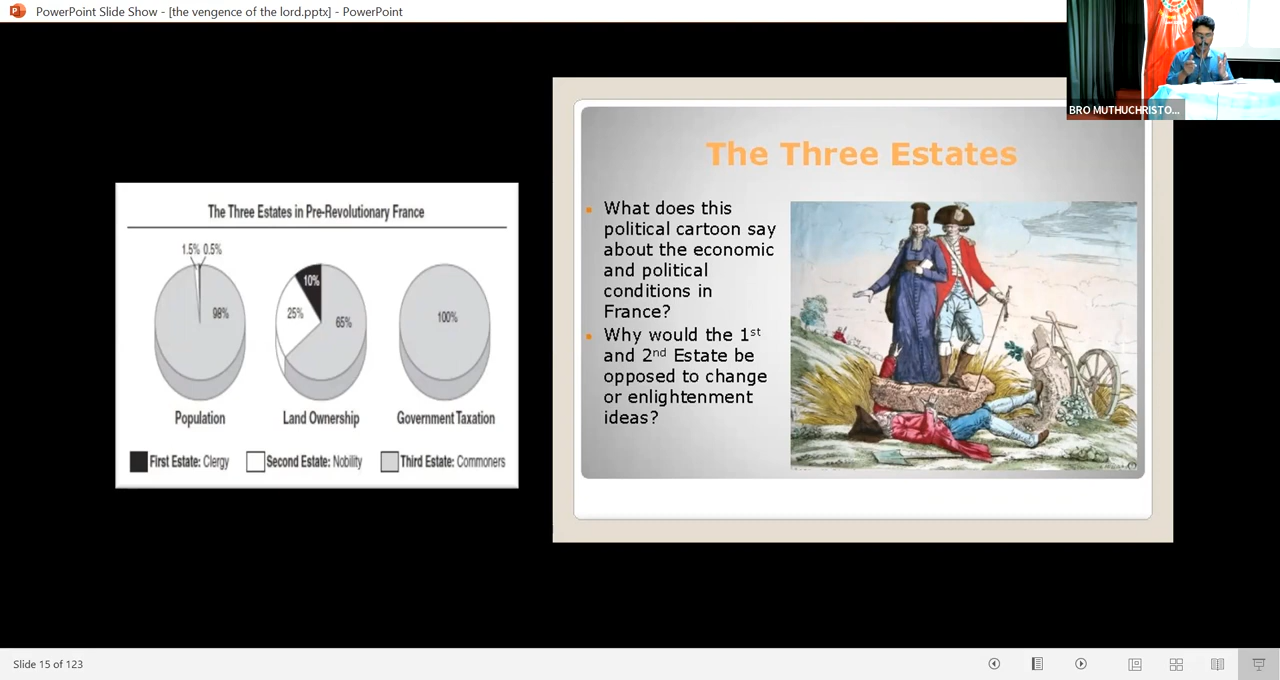 PowerPoint Slide Show - [the vengence of the lord.pptx] - PowerPoint
BRO MUTHUCHRISTO...
The Three Estates in Pre-Revolutionary France
1.5% 0.5%
98%
10%
25%
65%
100%
Population
Land Ownership
Government Taxation
First Estate: Clergy
Second Estate: Nobility
Third Estate: Commoners
The Three Estates
What does this
political cartoon say
about the economic
and political
conditions in
France?
Why would the 1st
and 2nd Estate be
opposed to change
or enlightenment
ideas?
Slide 15 of 123